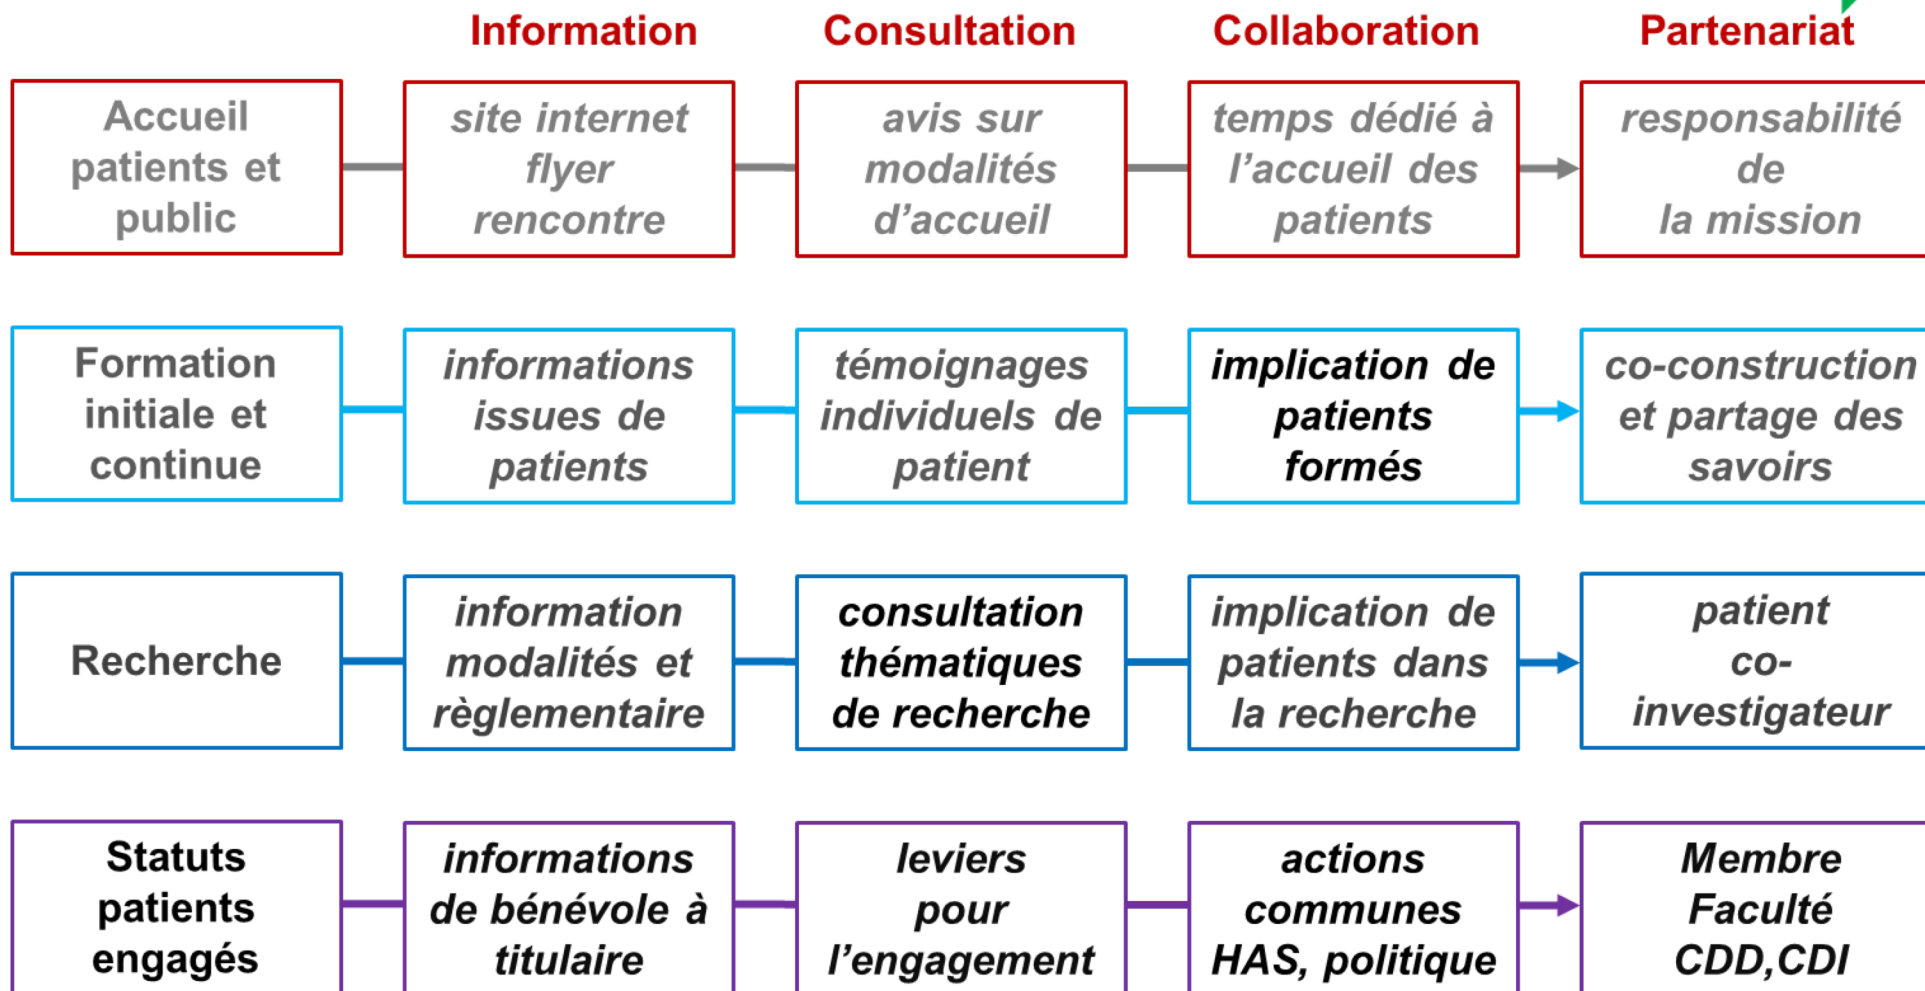 Information Consultation Collaboration Partenariat
Accueil
patients et
public
site internet
flyer
rencontre
avis sur
modalités
d'accueil
temps dédié à
l'accueil des
patients
responsabilité
de
la mission
Formation
initiale et
continue
informations
issues de
patients
témoignages
individuels de
patient
implication de
patients
formés
co-construction
et partage des
savoirs
Recherche
information
modalités et
règlementaire
consultation
thématiques
de recherche
implication de
patients dans
la recherche
patient
co-
investigateur
Statuts
patients
engagés
informations
de bénévole à
titulaire
leviers
pour
l'engagement
actions
communes
HAS, politique
Membre
Faculté
CDD,CDI